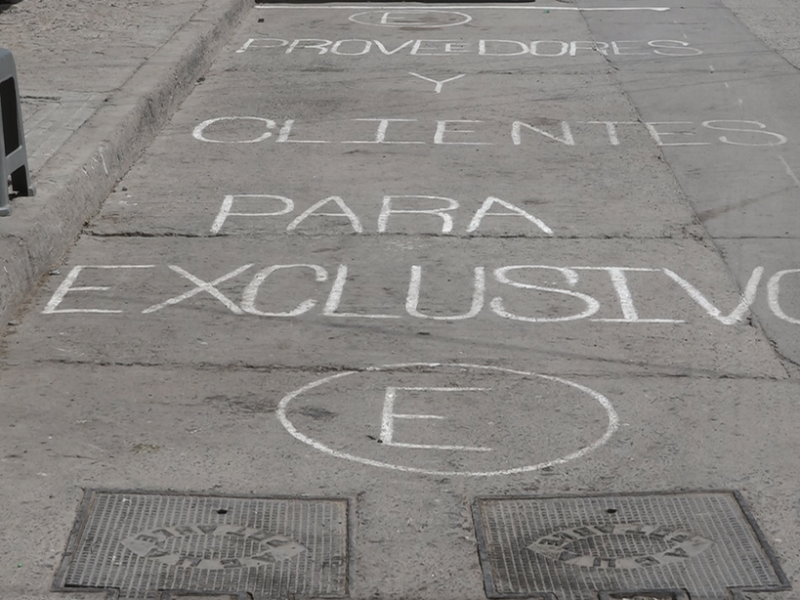 E
PROVEEDORES
Y
CLIENTES
PARA
EXCLUSIVO
E